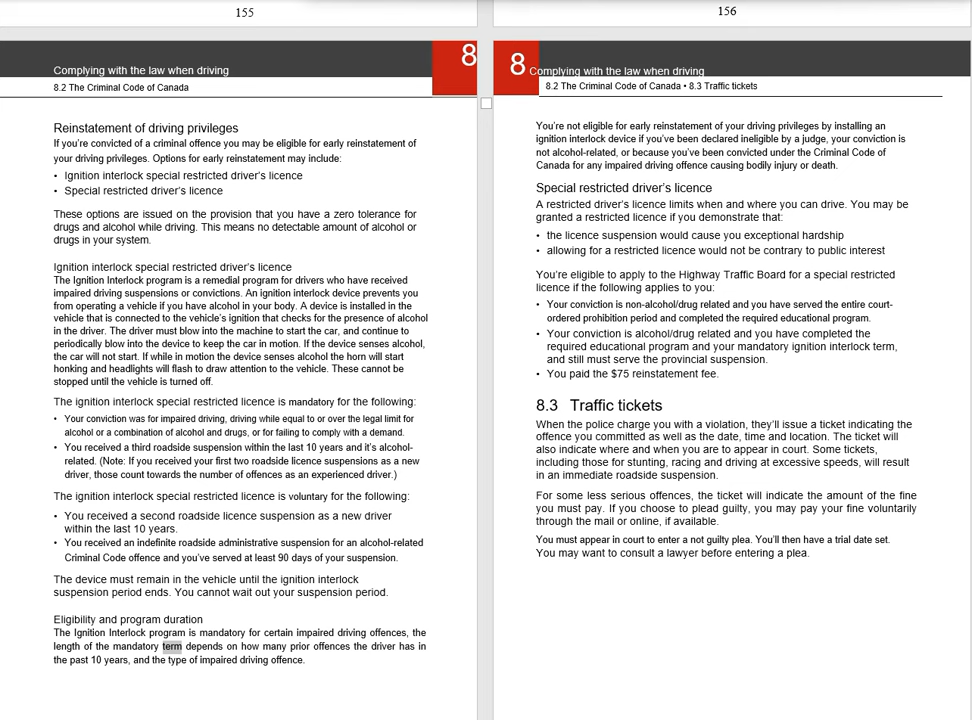 155
8
Complying with the law when driving
8.2 The Criminal Code of Canada
Reinstatement of driving privileges
If you're convicted of a criminal offence you may be eligible for early reinstatement of
your driving privileges. Options for early reinstatement may include:
• Ignition interlock special restricted driver's licence
• Special restricted driver's licence
These options are issued on the provision that you have a zero tolerance for
drugs and alcohol while driving. This means no detectable amount of alcohol or
drugs in your system.
Ignition interlock special restricted driver's licence
The Ignition Interlock program is a remedial program for drivers who have received
impaired driving suspensions or convictions. An ignition interlock device prevents you
from operating a vehicle if you have alcohol in your body. A device is installed in the
vehicle that is connected to the vehicle's ignition that checks for the presence of alcohol
in the driver. The driver must blow into the machine to start the car, and continue to
periodically blow into the device to keep the car in motion. If the device senses alcohol,
the car will not start. If while in motion the device senses alcohol the horn will start
honking and headlights will flash to draw attention to the vehicle. These cannot be
stopped until the vehicle is turned off.
The ignition interlock special restricted licence is mandatory for the following:
• Your conviction was for impaired driving, driving while equal to or over the legal limit for
alcohol or a combination of alcohol and drugs, or for failing to comply with a demand.
• You received a third roadside suspension within the last 10 years and it's alcohol-
related. (Note: If you received your first two roadside licence suspensions as a new
driver, those count towards the number of offences as an experienced driver.)
The ignition interlock special restricted licence is voluntary for the following:
• You received a second roadside licence suspension as a new driver
within the last 10 years.
• You received an indefinite roadside administrative suspension for an alcohol-related
Criminal Code offence and you've served at least 90 days of your suspension.
The device must remain in the vehicle until the ignition interlock
suspension period ends. You cannot wait out your suspension period.
Eligibility and program duration
The Ignition Interlock program is mandatory for certain impaired driving offences, the
length of the mandatory term depends on how many prior offences the driver has in
the past 10 years, and the type of impaired driving offence.
156
8 Complying with the law when driving
8.2 The Criminal Code of Canada • 8.3 Traffic tickets
You're not eligible for early reinstatement of your driving privileges by installing an
ignition interlock device if you've been declared ineligible by a judge, your conviction is
not alcohol-related, or because you've been convicted under the Criminal Code of
Canada for any impaired driving offence causing bodily injury or death.
Special restricted driver's licence
A restricted driver's licence limits when and where you can drive. You may be
granted a restricted licence if you demonstrate that:
• the licence suspension would cause you exceptional hardship
• allowing for a restricted licence would not be contrary to public interest
You're eligible to apply to the Highway Traffic Board for a special restricted
licence if the following applies to you:
• Your conviction is non-alcohol/drug related and you have served the entire court-
ordered prohibition period and completed the required educational program.
• Your conviction is alcohol/drug related and you have completed the
required educational program and your mandatory ignition interlock term,
and still must serve the provincial suspension.
• You paid the $75 reinstatement fee.
8.3 Traffic tickets
When the police charge you with a violation, they'll issue a ticket indicating the
offence you committed as well as the date, time and location. The ticket will
also indicate where and when you are to appear in court. Some tickets,
including those for stunting, racing and driving at excessive speeds, will result
in an immediate roadside suspension.
For some less serious offences, the ticket will indicate the amount of the fine
you must pay. If you choose to plead guilty, you may pay your fine voluntarily
through the mail or online, if available.
You must appear in court to enter a not guilty plea. You'll then have a trial date set.
You may want to consult a lawyer before entering a plea.